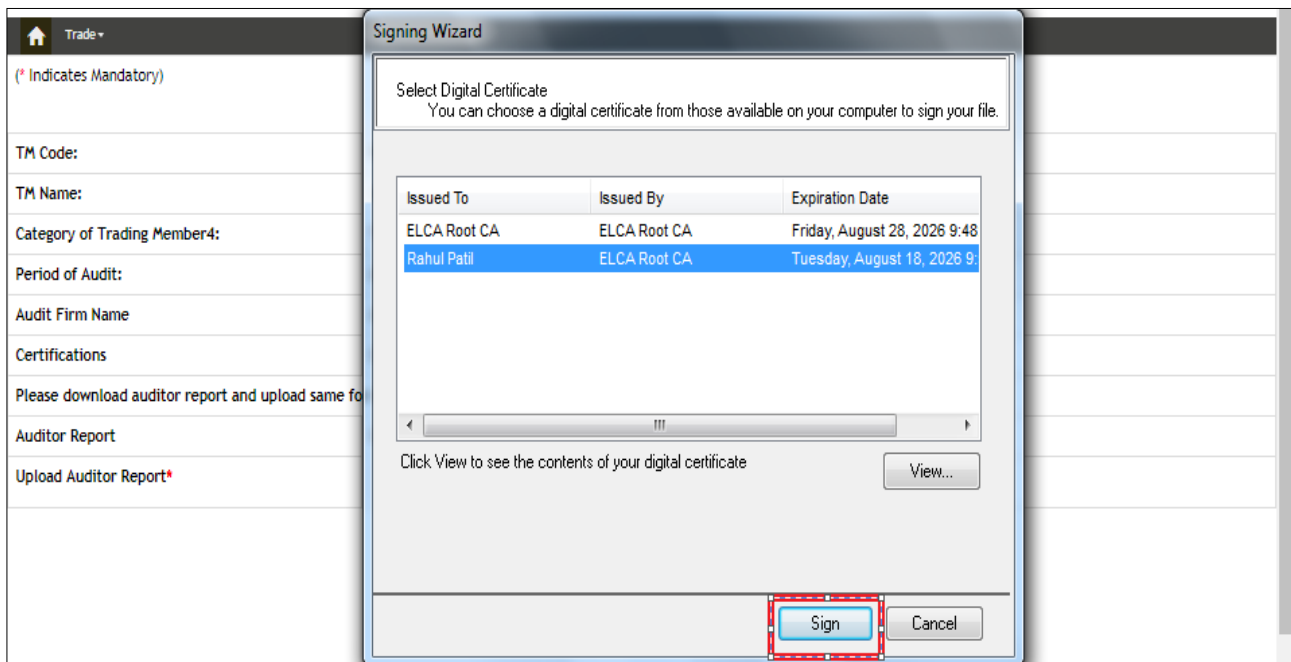 Trade
Signing Wizard
(* Indicates Mandatory)
Select Digital Certificate
You can choose a digital certificate from those available on your computer to sign your file.
TM Code:
TM Name:
Category of Trading Member4:
Period of Audit:
Audit Firm Name
Certifications
Please download auditor report and upload same fo
Auditor Report
Upload Auditor Report*
Issued To Issued By Expiration Date
ELCA Root CA ELCA Root CA Friday, August 28, 2026 9:48
Rahul Patil ELCA Root CA Tuesday, August 18, 2026 9:
Click View to see the contents of your digital certificate
View...
Sign Cancel